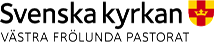 Svenska kyrkan
VÄSTRA FRÖLUNDA PASTORAT